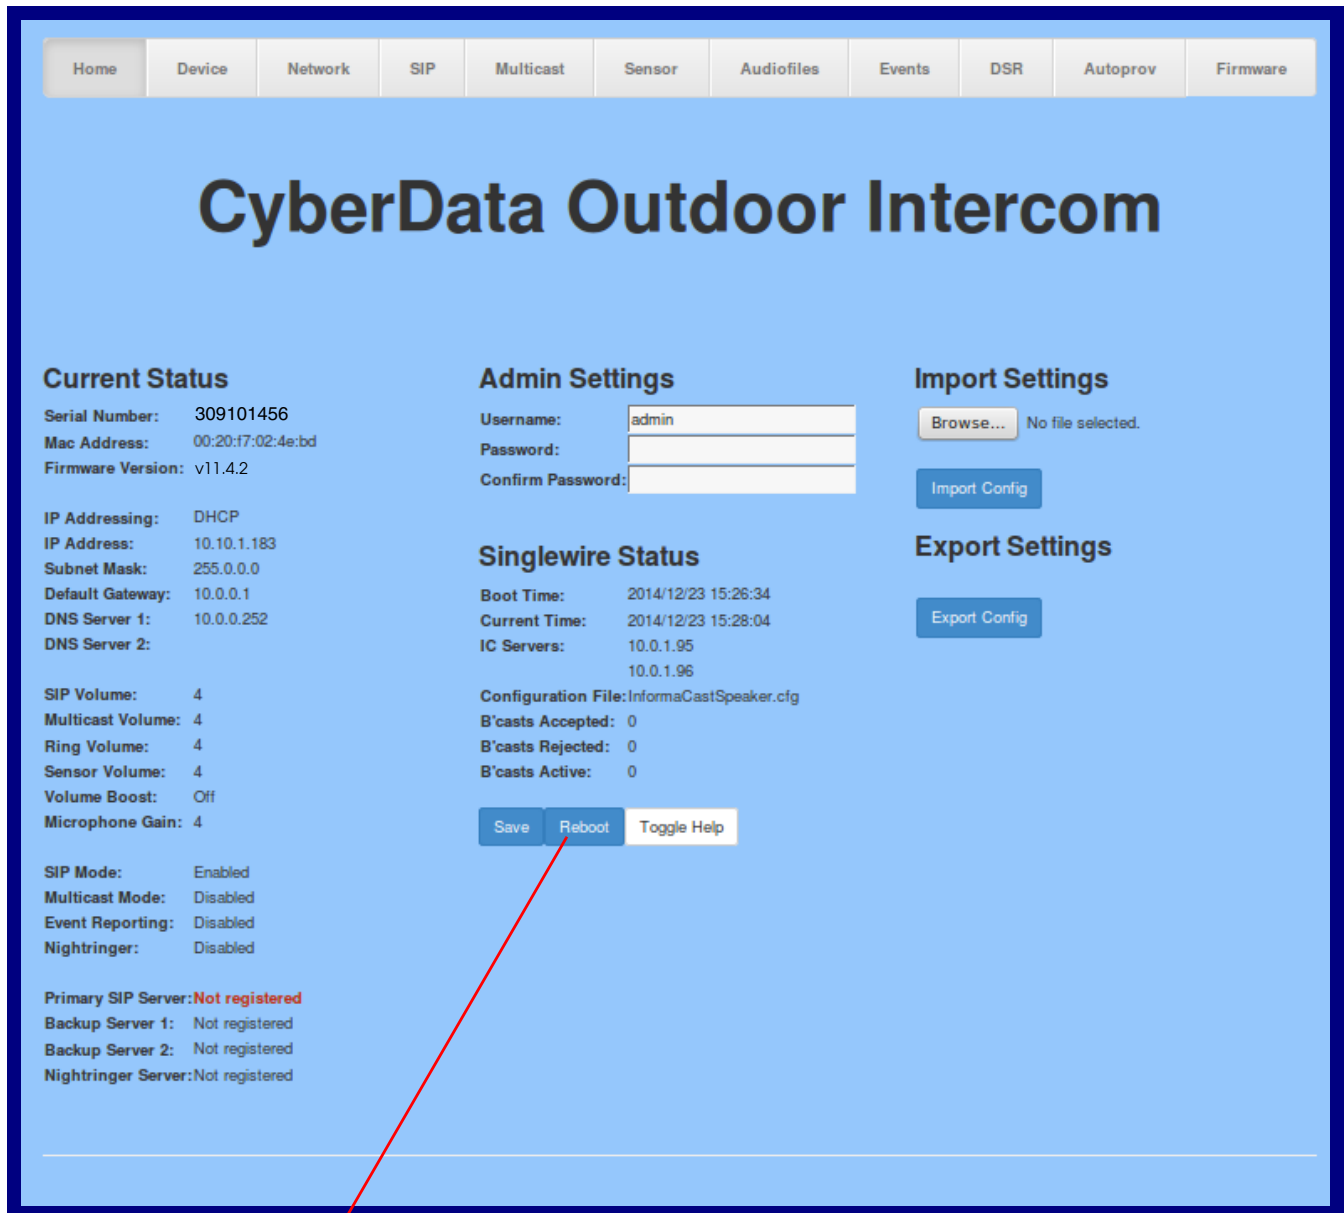 Home Device Network SIP Multicast Sensor Audiofiles Events DSR Autoprov Firmware
CyberData Outdoor Intercom
Current Status
Serial Number: 309101456
Mac Address: 00:20:f7:02:4e:bd
Firmware Version: v11.4.2
IP Addressing: DHCP
IP Address: 10.10.1.183
Subnet Mask: 255.0.0.0
Default Gateway: 10.0.0.1
DNS Server 1: 10.0.0.252
DNS Server 2:
SIP Volume: 4
Multicast Volume: 4
Ring Volume: 4
Sensor Volume: 4
Volume Boost: Off
Microphone Gain: 4
SIP Mode: Enabled
Multicast Mode: Disabled
Event Reporting: Disabled
Nightringer: Disabled
Primary SIP Server: Not registered
Backup Server 1: Not registered
Backup Server 2: Not registered
Nightringer Server: Not registered
Admin Settings
Username: admin
Password:
Confirm Password:
Singlewire Status
Boot Time: 2014/12/23 15:26:34
Current Time: 2014/12/23 15:28:04
IC Servers: 10.0.1.95
10.0.1.96
Configuration File: InformaCastSpeaker.cfg
B'casts Accepted: 0
B'casts Rejected: 0
B'casts Active: 0
Save Reboot Toggle Help
Import Settings
Browse... No file selected.
Import Config
Export Settings
Export Config